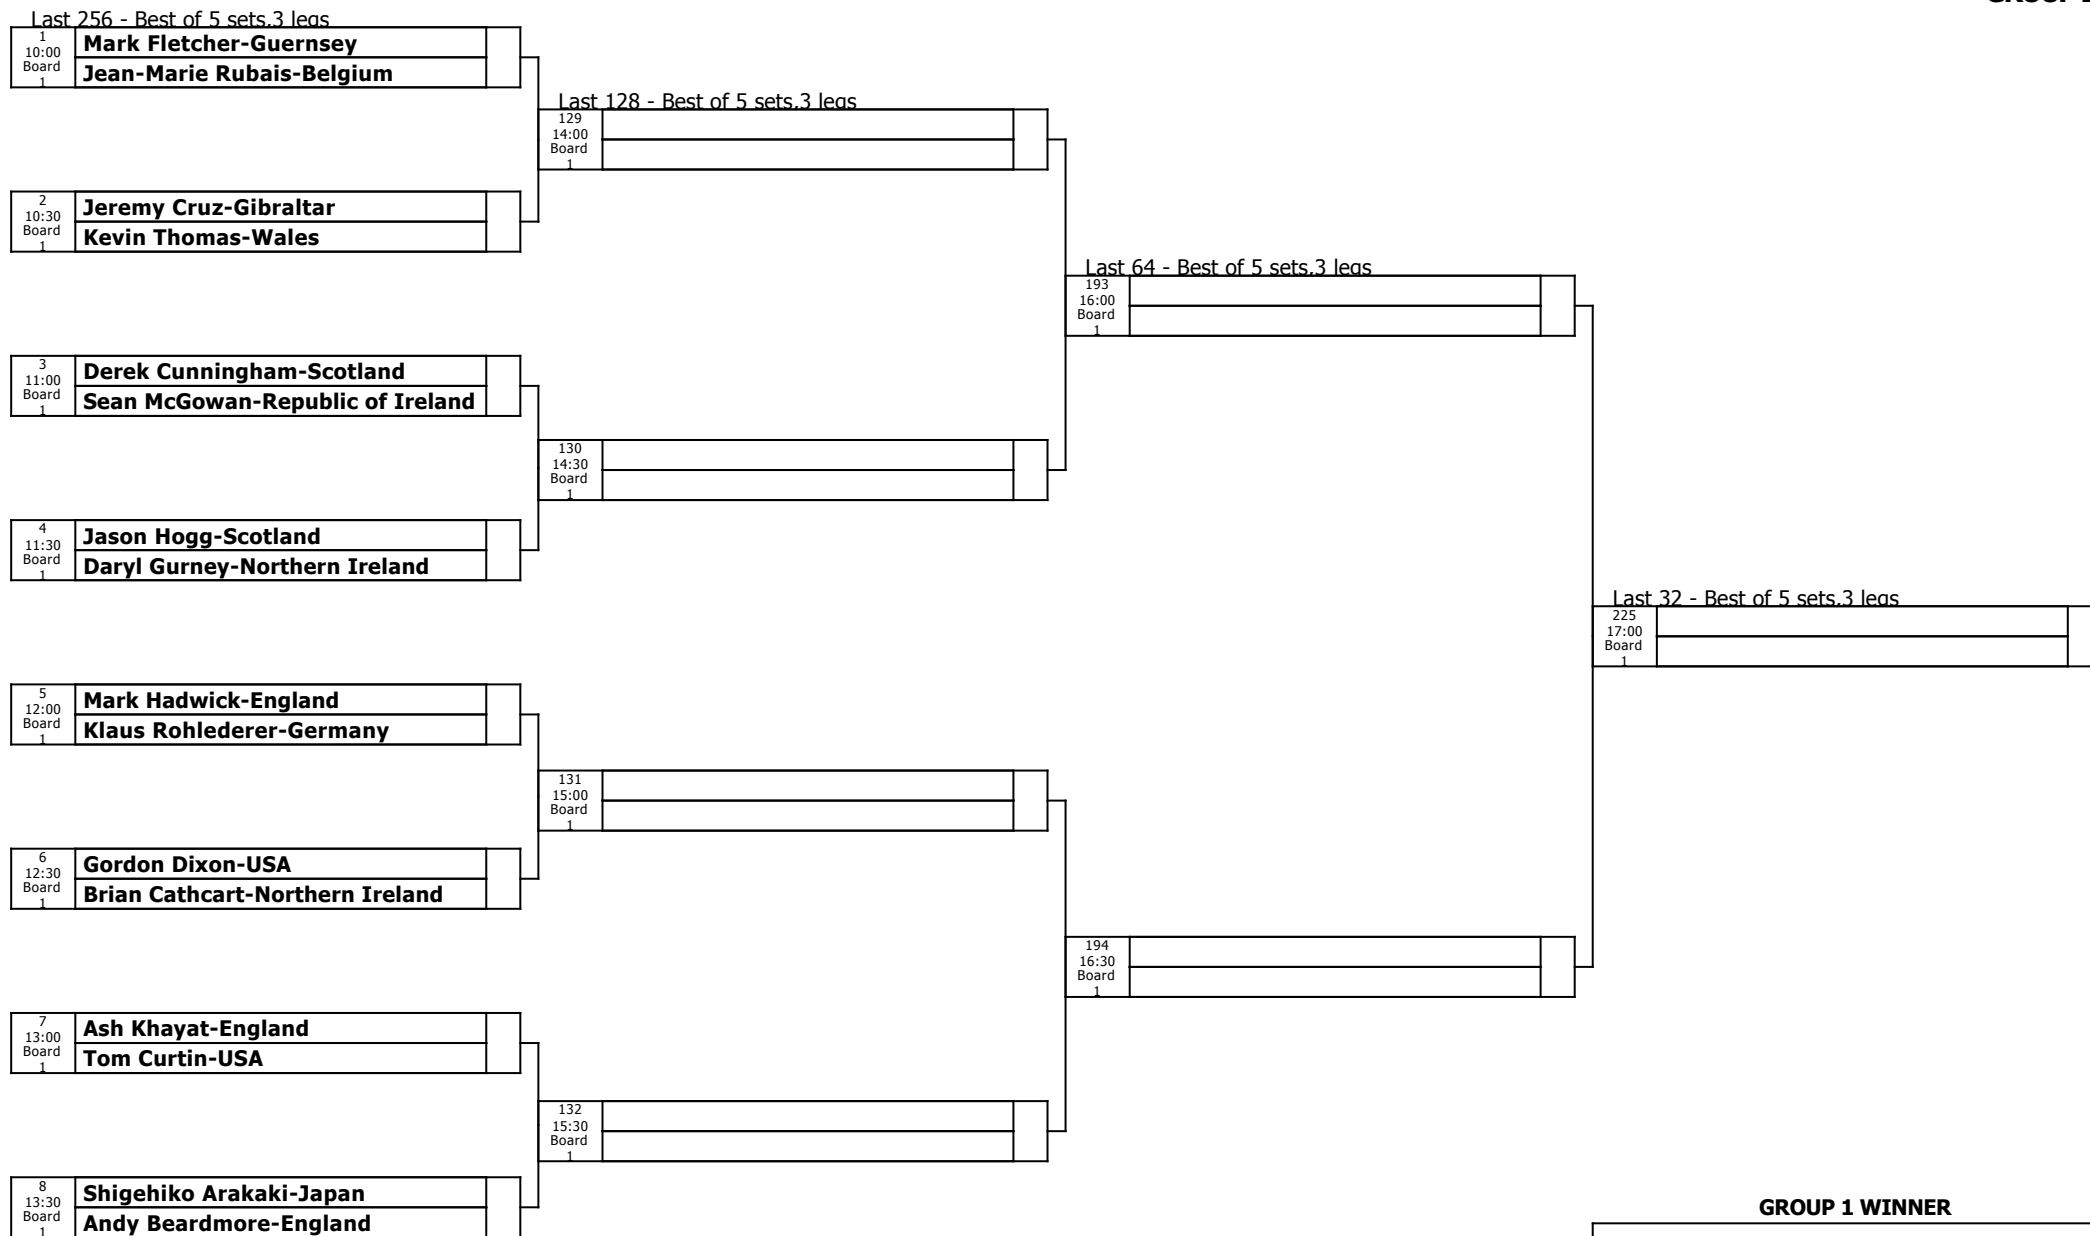 GROUP 1
Last 256 - Best of 5 sets,3 legs
1
10:00
Board
1
Mark Fletcher-Guernsey
Jean-Marie Rubais-Belgium
Last 128 - Best of 5 sets,3 legs
129
14:00
Board
1
2
10:30
Board
1
Jeremy Cruz-Gibraltar
Kevin Thomas-Wales
Last 64 - Best of 5 sets,3 legs
193
16:00
Board
1
3
11:00
Board
1
Derek Cunningham-Scotland
Sean McGowan-Republic of Ireland
130
14:30
Board
1
4
11:30
Board
1
Jason Hogg-Scotland
Daryl Gurney-Northern Ireland
Last 32 - Best of 5 sets,3 legs
225
17:00
Board
1
5
12:00
Board
1
Mark Hadwick-England
Klaus Rohlederer-Germany
131
15:00
Board
1
6
12:30
Board
1
Gordon Dixon-USA
Brian Cathcart-Northern Ireland
194
16:30
Board
1
7
13:00
Board
1
Ash Khayat-England
Tom Curtin-USA
132
15:30
Board
1
8
13:30
Board
1
Shigehiko Arakaki-Japan
Andy Beardmore-England
GROUP 1 WINNER